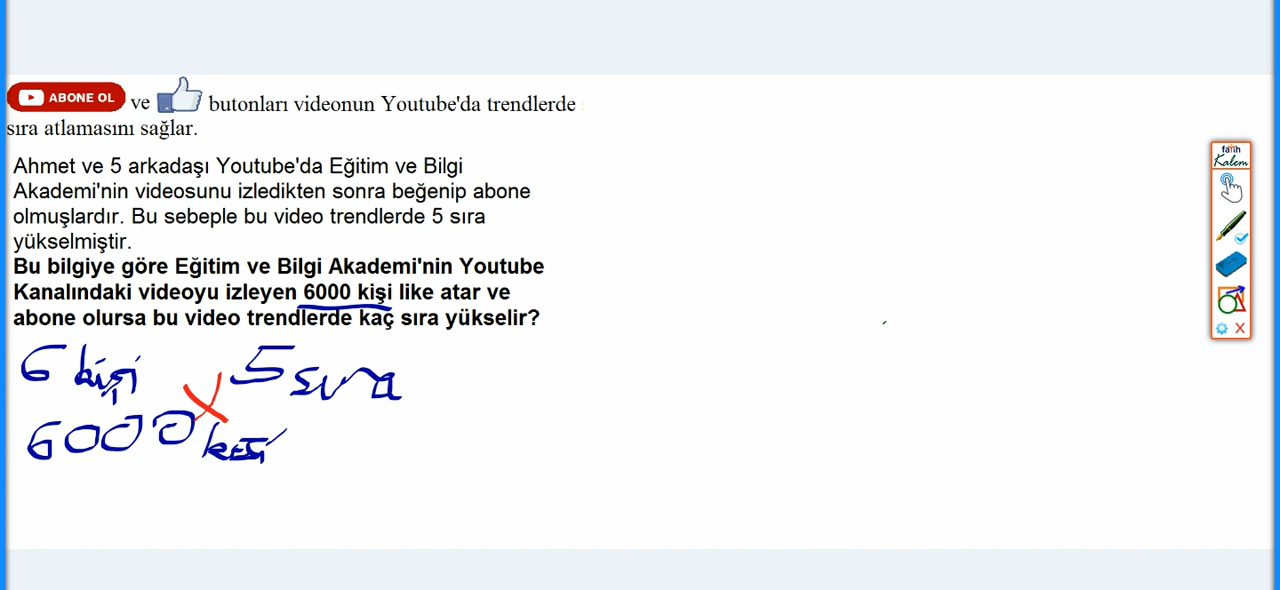 ABONE OL ve butonları videonun Youtube'da trendlerde
sıra atlamasını sağlar.
Ahmet ve 5 arkadaşı Youtube'da Eğitim ve Bilgi
Akademi'nin videosunu izledikten sonra beğenip abone
olmuşlardır. Bu sebeple bu video trendlerde 5 sıra
yükselmiştir.
Bu bilgiye göre Eğitim ve Bilgi Akademi'nin Youtube
Kanalındaki videoyu izleyen 6000 kişi like atar ve
abone olursa bu video trendlerde kaç sıra yükselir?
6 kişi 5 sıra
6000 kişi
fatih
Kalem